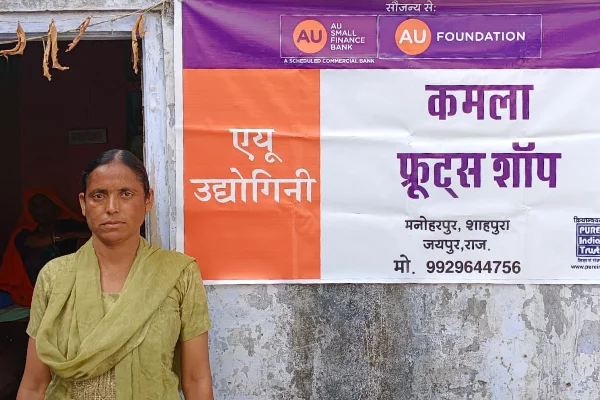 सौजन्य से:
AU
AU
SMALL
FINANCE
BANK
AU
FOUNDATION
A SCHEDULED COMMERCIAL BANK
कमला
फ्रूट्स शॉप
एयू
उद्योगिनी
मनोहरपुर, शाहपुरा
जयपुर,राज.
मो. 9929644756
PURE
India
Trust